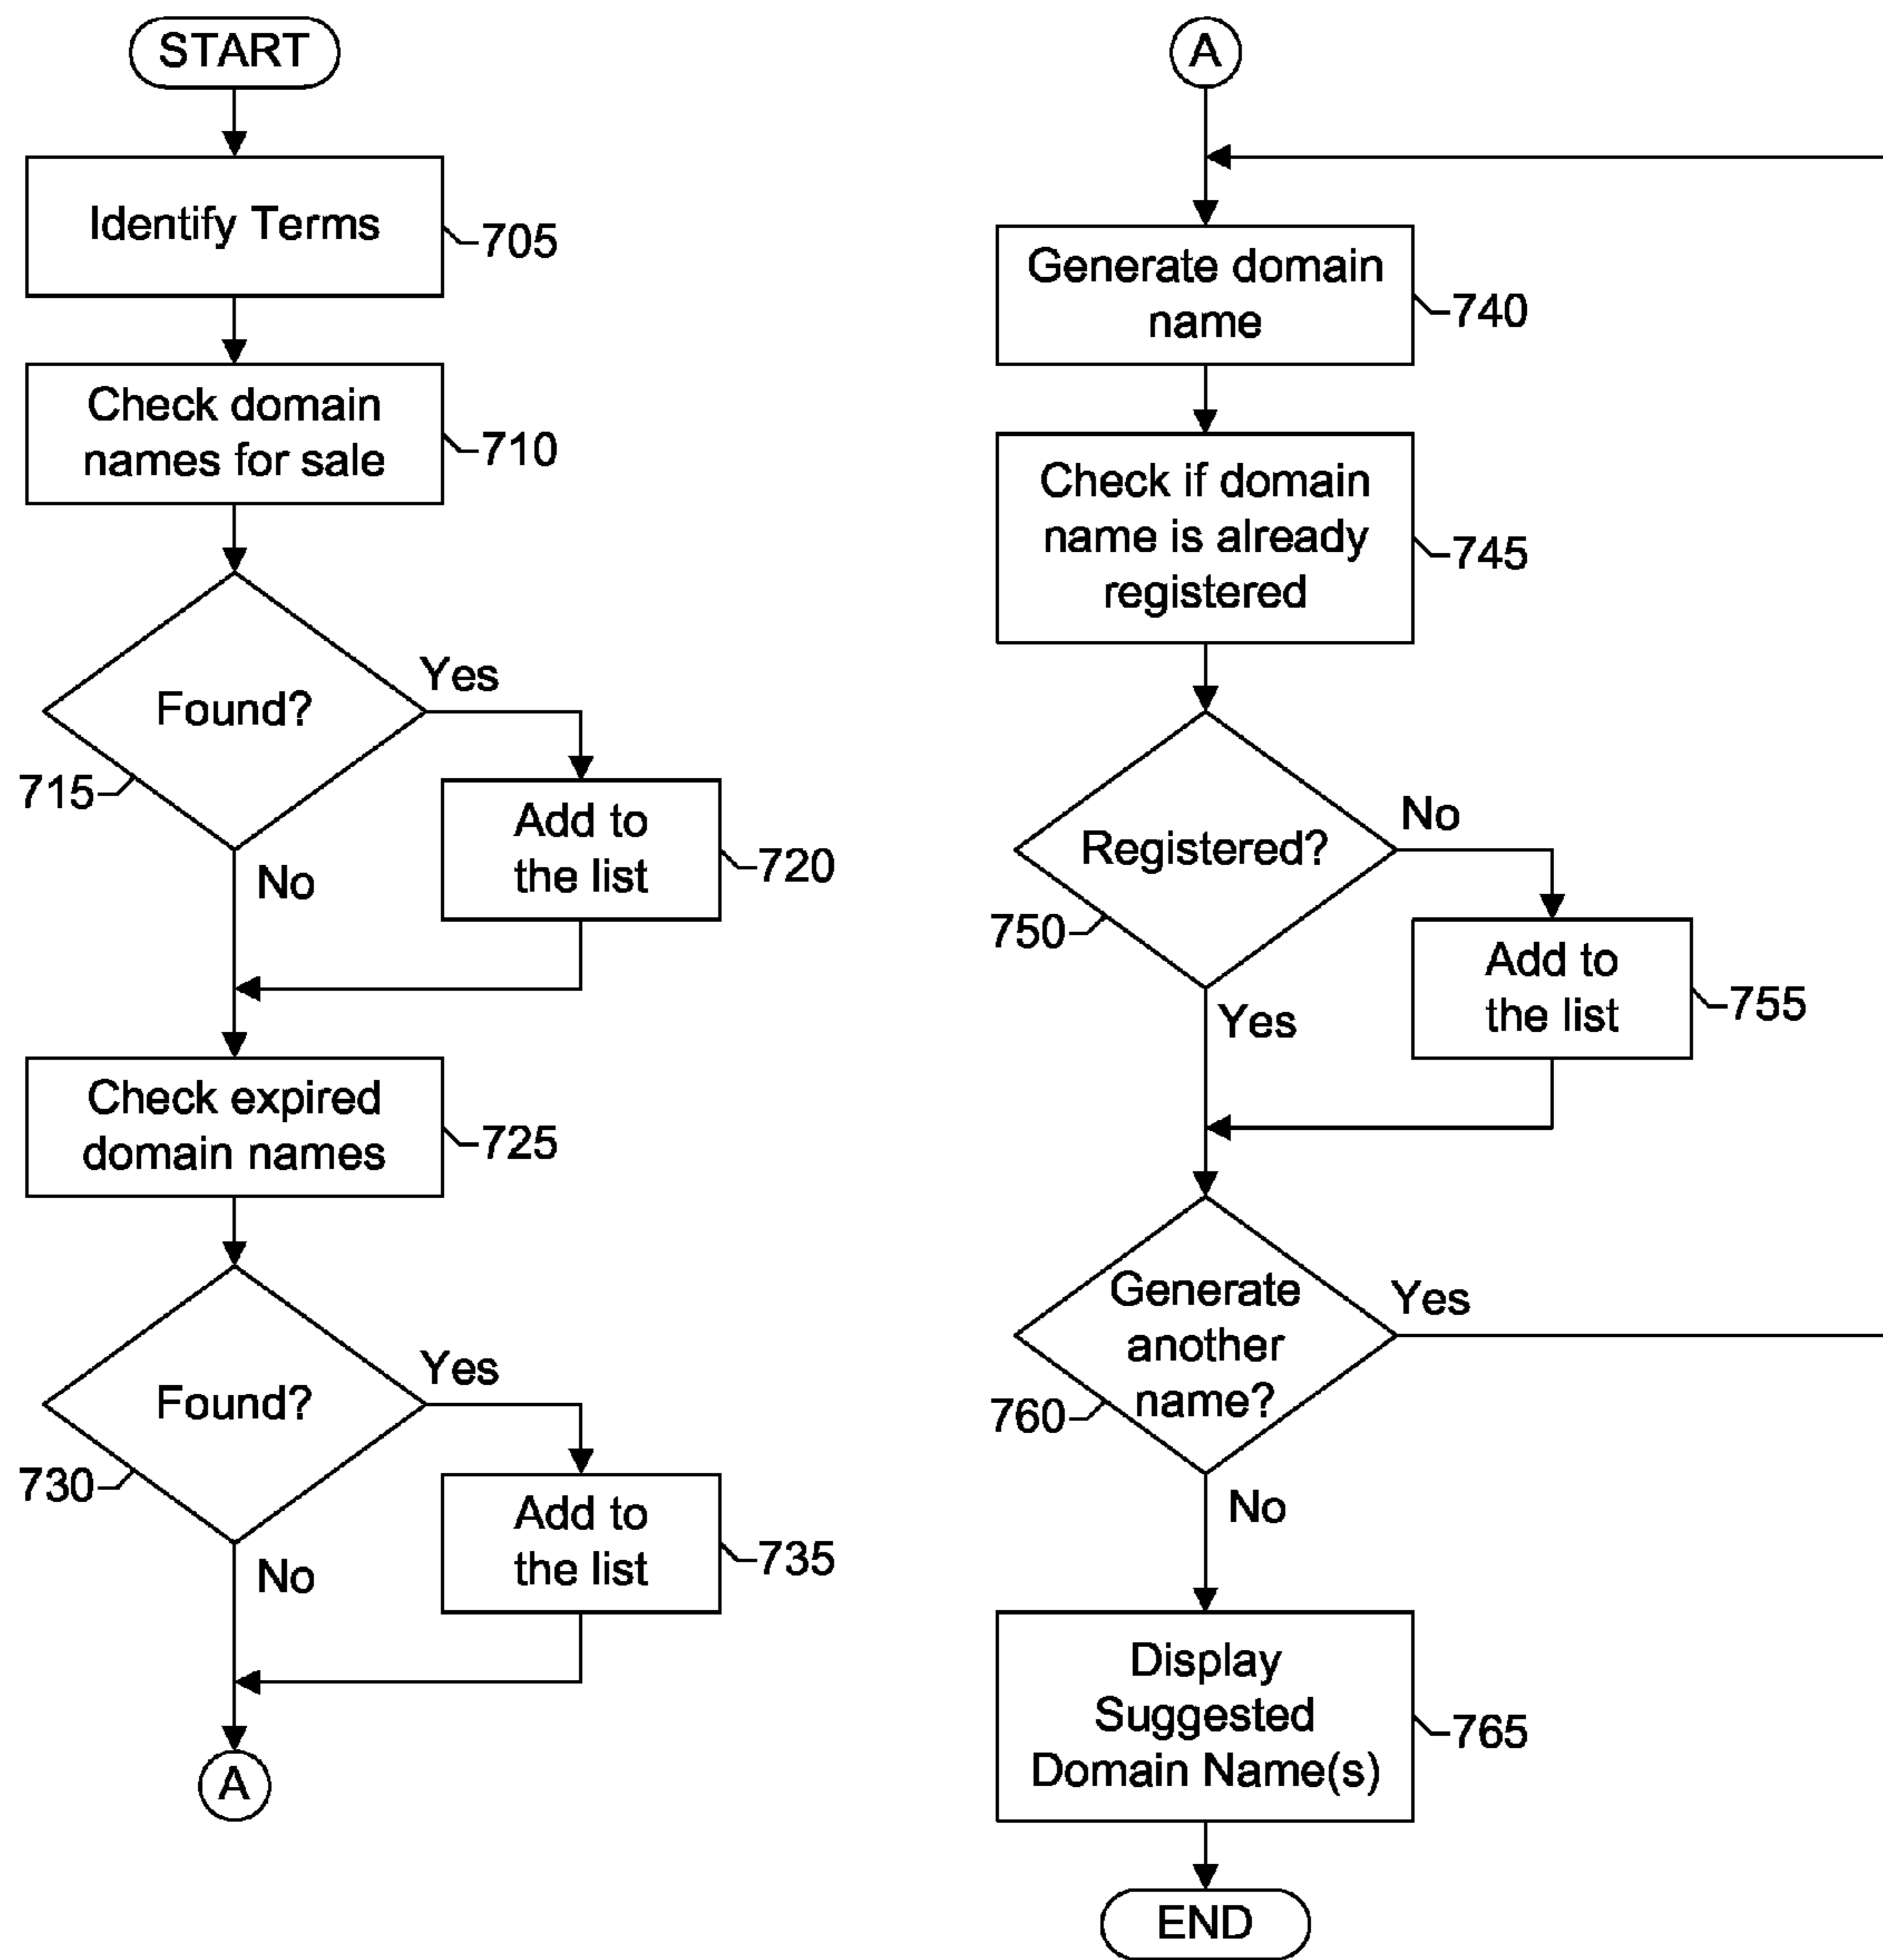 START
Identify Terms
705
Check domain
names for sale
710
Found?
Yes
715
No
Add to
the list
720
Check expired
domain names
725
Found?
Yes
730
No
Add to
the list
735
A
A
Generate domain
name
740
Check if domain
name is already
registered
745
Registered?
No
750
Yes
Add to
the list
755
Generate
another
name?
Yes
760
No
Display
Suggested
Domain Name(s)
765
END